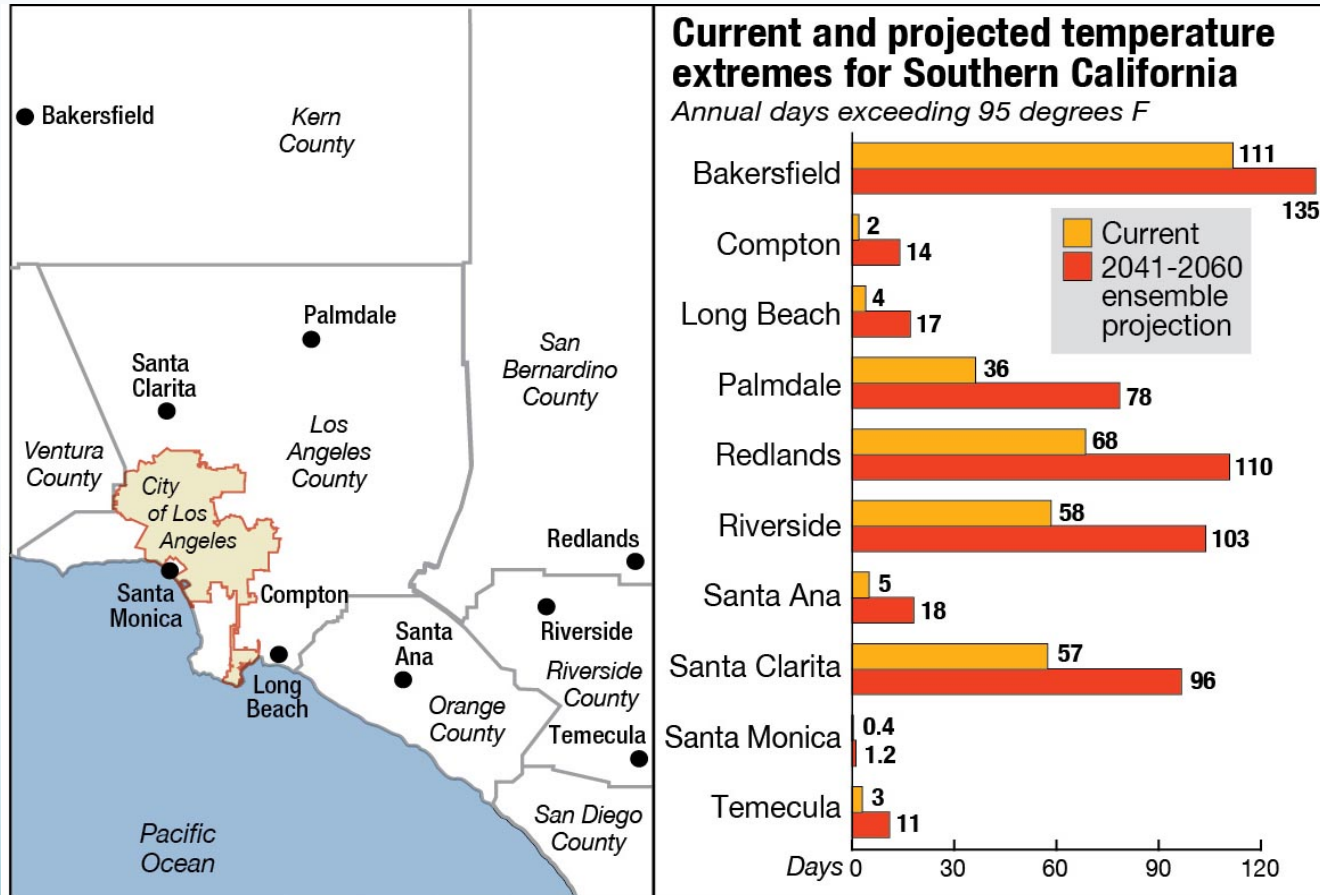 Bakersfield
Kern
County
Palmdale
Santa
Clarita
San
Bernardino
County
Los
Angeles
County
Ventura
County
City
of Los
Angeles
Redlands
Santa
Monica
Compton
Long
Beach
Santa
Ana
Riverside
Riverside
County
Orange
County
Temecula
San Diego
County
Pacific
Ocean
Current and projected temperature
extremes for Southern California
Annual days exceeding 95 degrees F
Bakersfield 111
135
Compton 2
14
Long Beach 4
17
Current
2041-2060
ensemble
projection
Palmdale 36
78
Redlands 68
110
Riverside 58
103
Santa Ana 5
18
Santa Clarita 57
96
Santa Monica 0.4
1.2
Temecula 3
11
Days 0 30 60 90 120